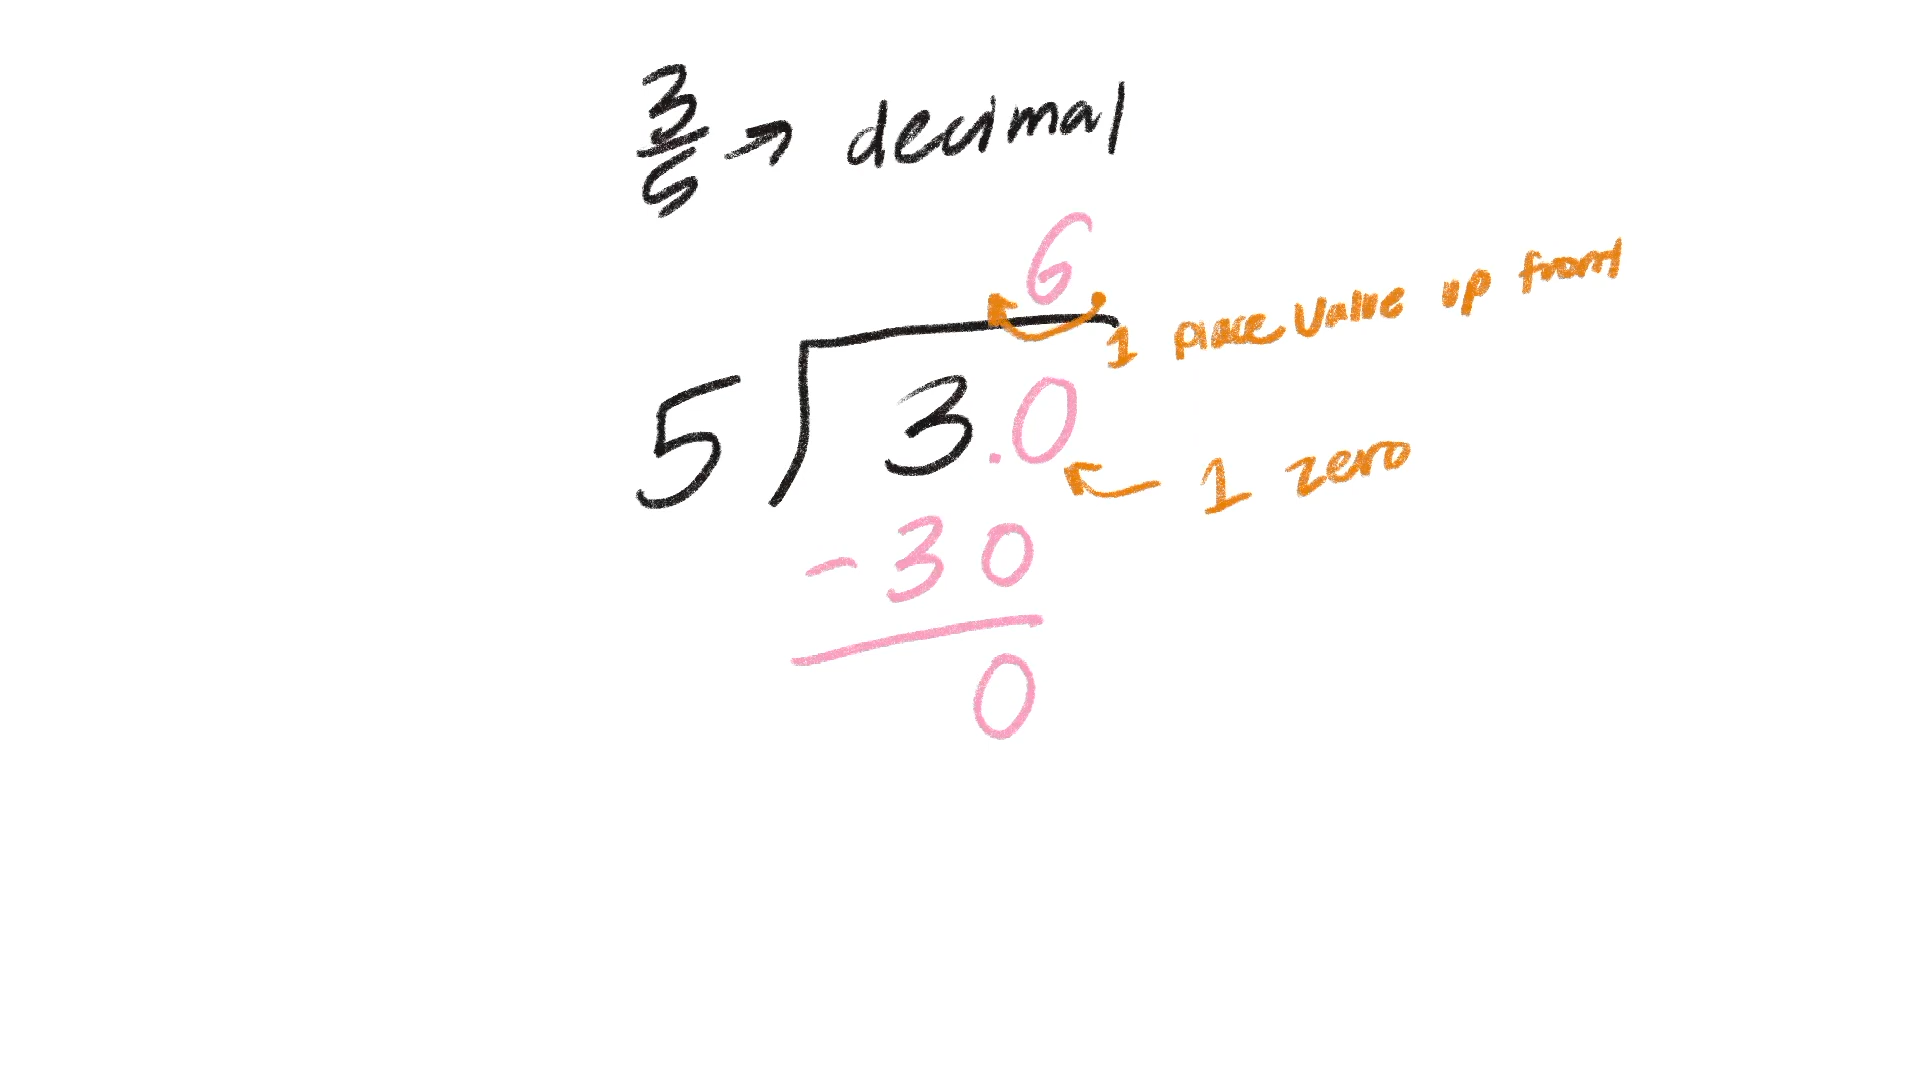 3/5 → decimal
6
1 place value up front
5 3.0
1 zero
- 30
0